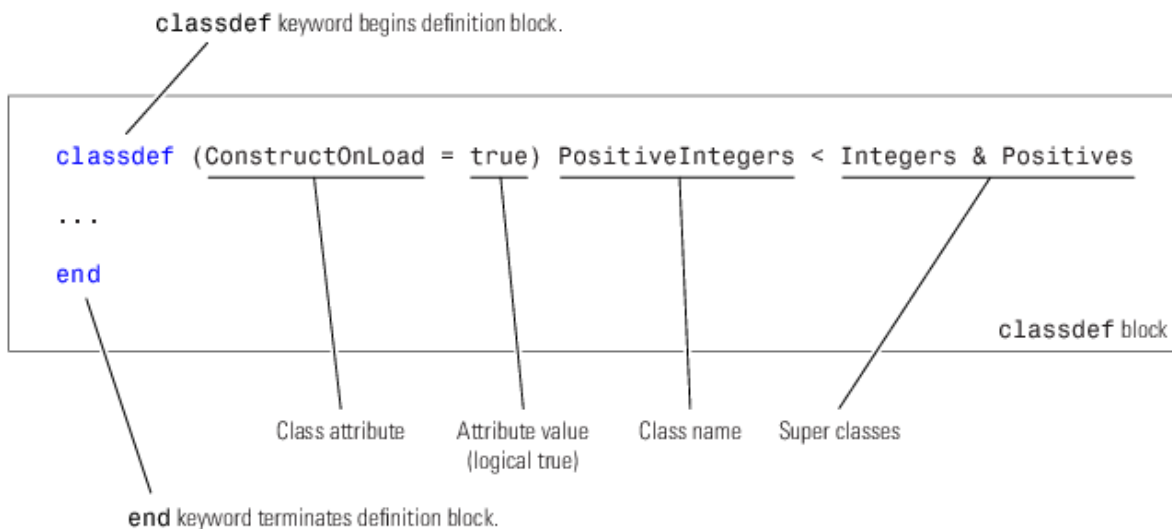 classdef keyword begins definition block.
classdef (ConstructOnLoad = true) PositiveIntegers < Integers & Positives
...
end
classdef block
Class attribute
Attribute value
(logical true)
Class name
Super classes
end keyword terminates definition block.